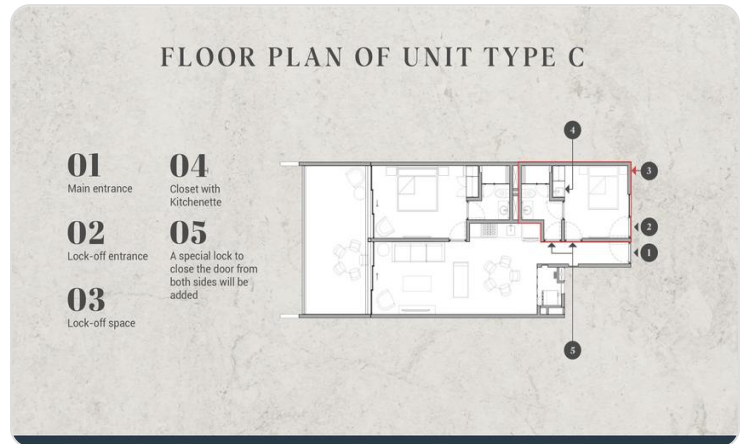 FLOOR PLAN OF UNIT TYPE C
01
Main entrance
02
Lock-off entrance
03
Lock-off space
04
Closet with
Kitchenette
05
A special lock to
close the door from
both sides will be
added
4
3
2
1
5